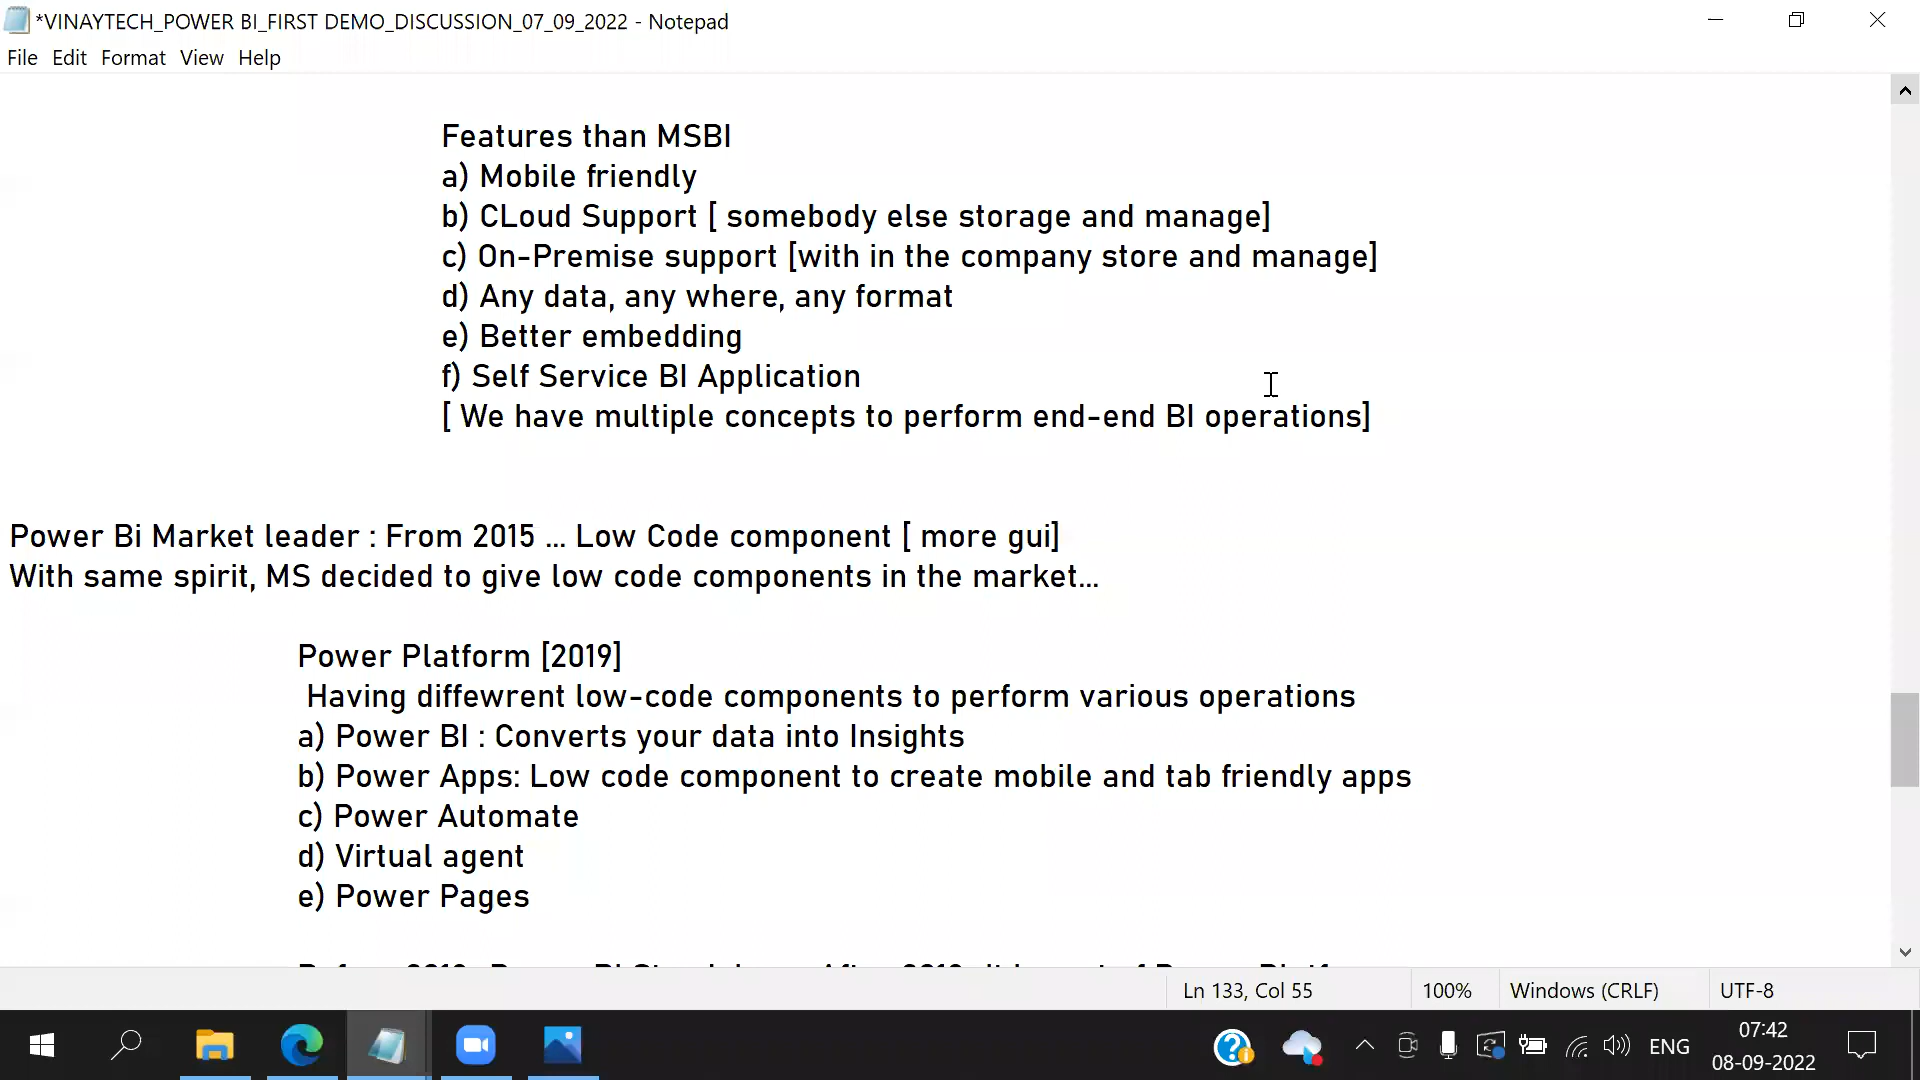 *VINAYTECH_POWER BI_FIRST DEMO_DISCUSSION_07_09_2022 - Notepad
File Edit Format View Help
Features than MSBI
a) Mobile friendly
b) CLoud Support [ somebody else storage and manage]
c) On-Premise support [with in the company store and manage]
d) Any data, any where, any format
e) Better embedding
f) Self Service BI Application
[ We have multiple concepts to perform end-end BI operations]
Power Bi Market leader : From 2015 ... Low Code component [ more gui]
With same spirit, MS decided to give low code components in the market...
Power Platform [2019]
Having diffewrent low-code components to perform various operations
a) Power BI : Converts your data into Insights
b) Power Apps: Low code component to create mobile and tab friendly apps
c) Power Automate
d) Virtual agent
e) Power Pages
Ln 133, Col 55 100% Windows (CRLF) UTF-8
ENG 07:42
08-09-2022